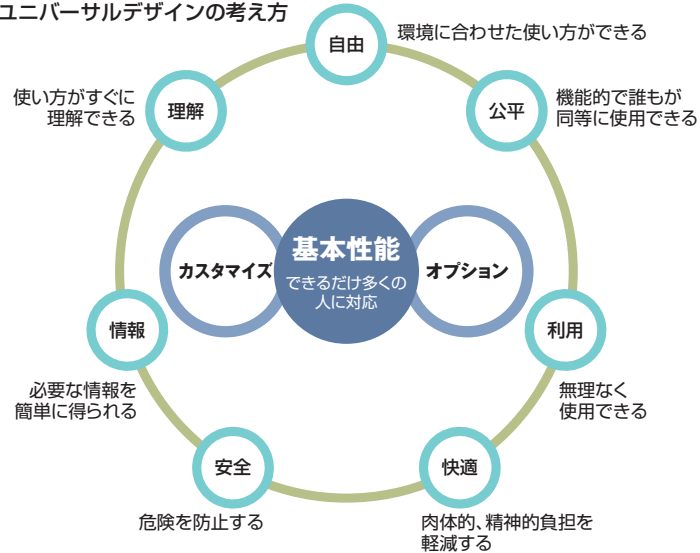 ユニバーサルデザインの考え方
自由
環境に合わせた使い方ができる
公平
機能的で誰もが
同等に使用できる
理解
使い方がすぐに
理解できる
カスタマイズ
基本性能
できるだけ多くの
人に対応
オプション
情報
必要な情報を
簡単に得られる
利用
無理なく
使用できる
安全
危険を防止する
快適
肉体的、精神的負担を
軽減する